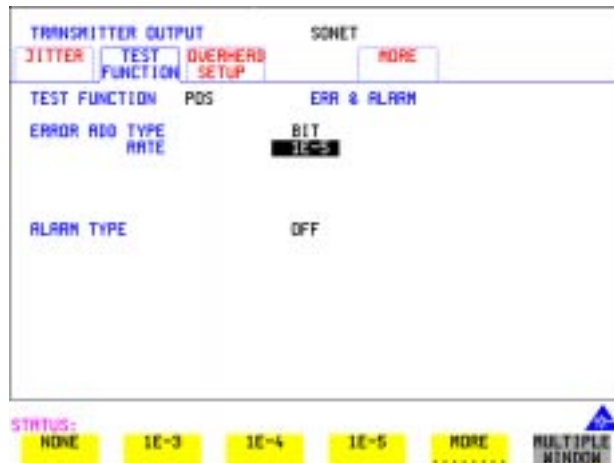 TRANSMITTER OUTPUT SONET
JITTER TEST FUNCTION OVERHEAD SETUP MORE
TEST FUNCTION POS ERR & ALARM
ERROR ADD TYPE BIT
RATE 1E-5
ALARM TYPE OFF
STATUS:
NONE 1E-3 1E-4 1E-5 MORE MULTIPLE WINDOW